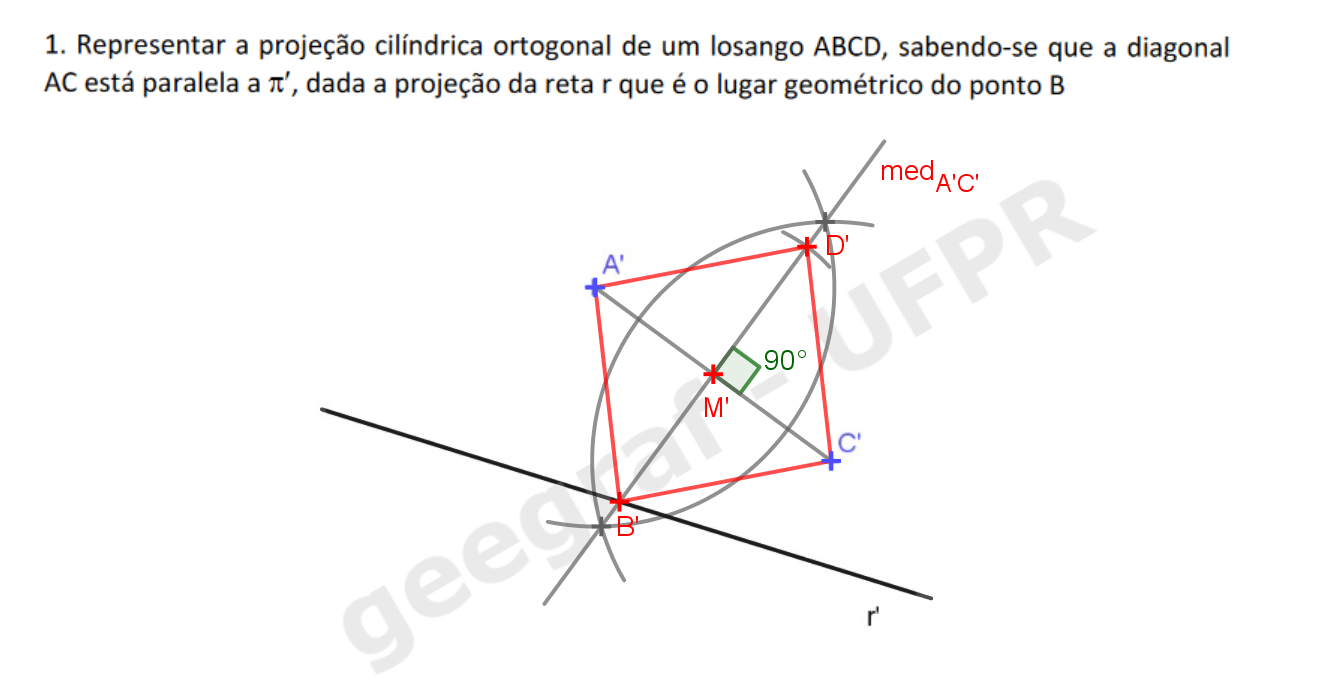 1. Representar a projeção cilíndrica ortogonal de um losango ABCD, sabendo-se que a diagonal
AC está paralela a π′, dada a projeção da reta r que é o lugar geométrico do ponto B
med A'C'
A'
D'
90°
M'
C'
B'
r'
geegraf - UFPR